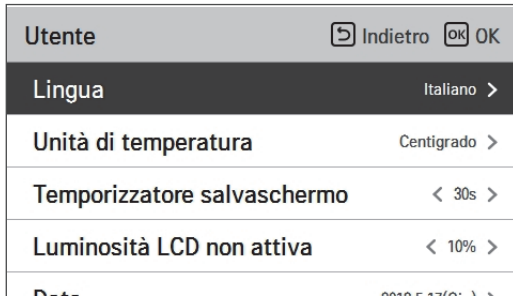 Utente Indietro OK OK
Lingua Italiano >
Unità di temperatura Centigrado >
Temporizzatore salvaschermo < 30s >
Luminosità LCD non attiva < 10% >